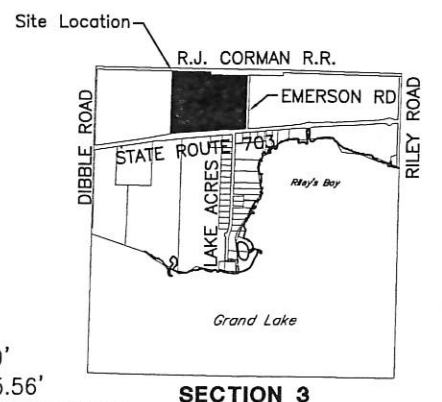 Site Location
R.J. CORMAN R.R.
EMERSON RD
DIBBLE ROAD
RILEY ROAD
STATE ROUTE 703
LAKE ACRES
Riley's Bay
Grand Lake
SECTION 3